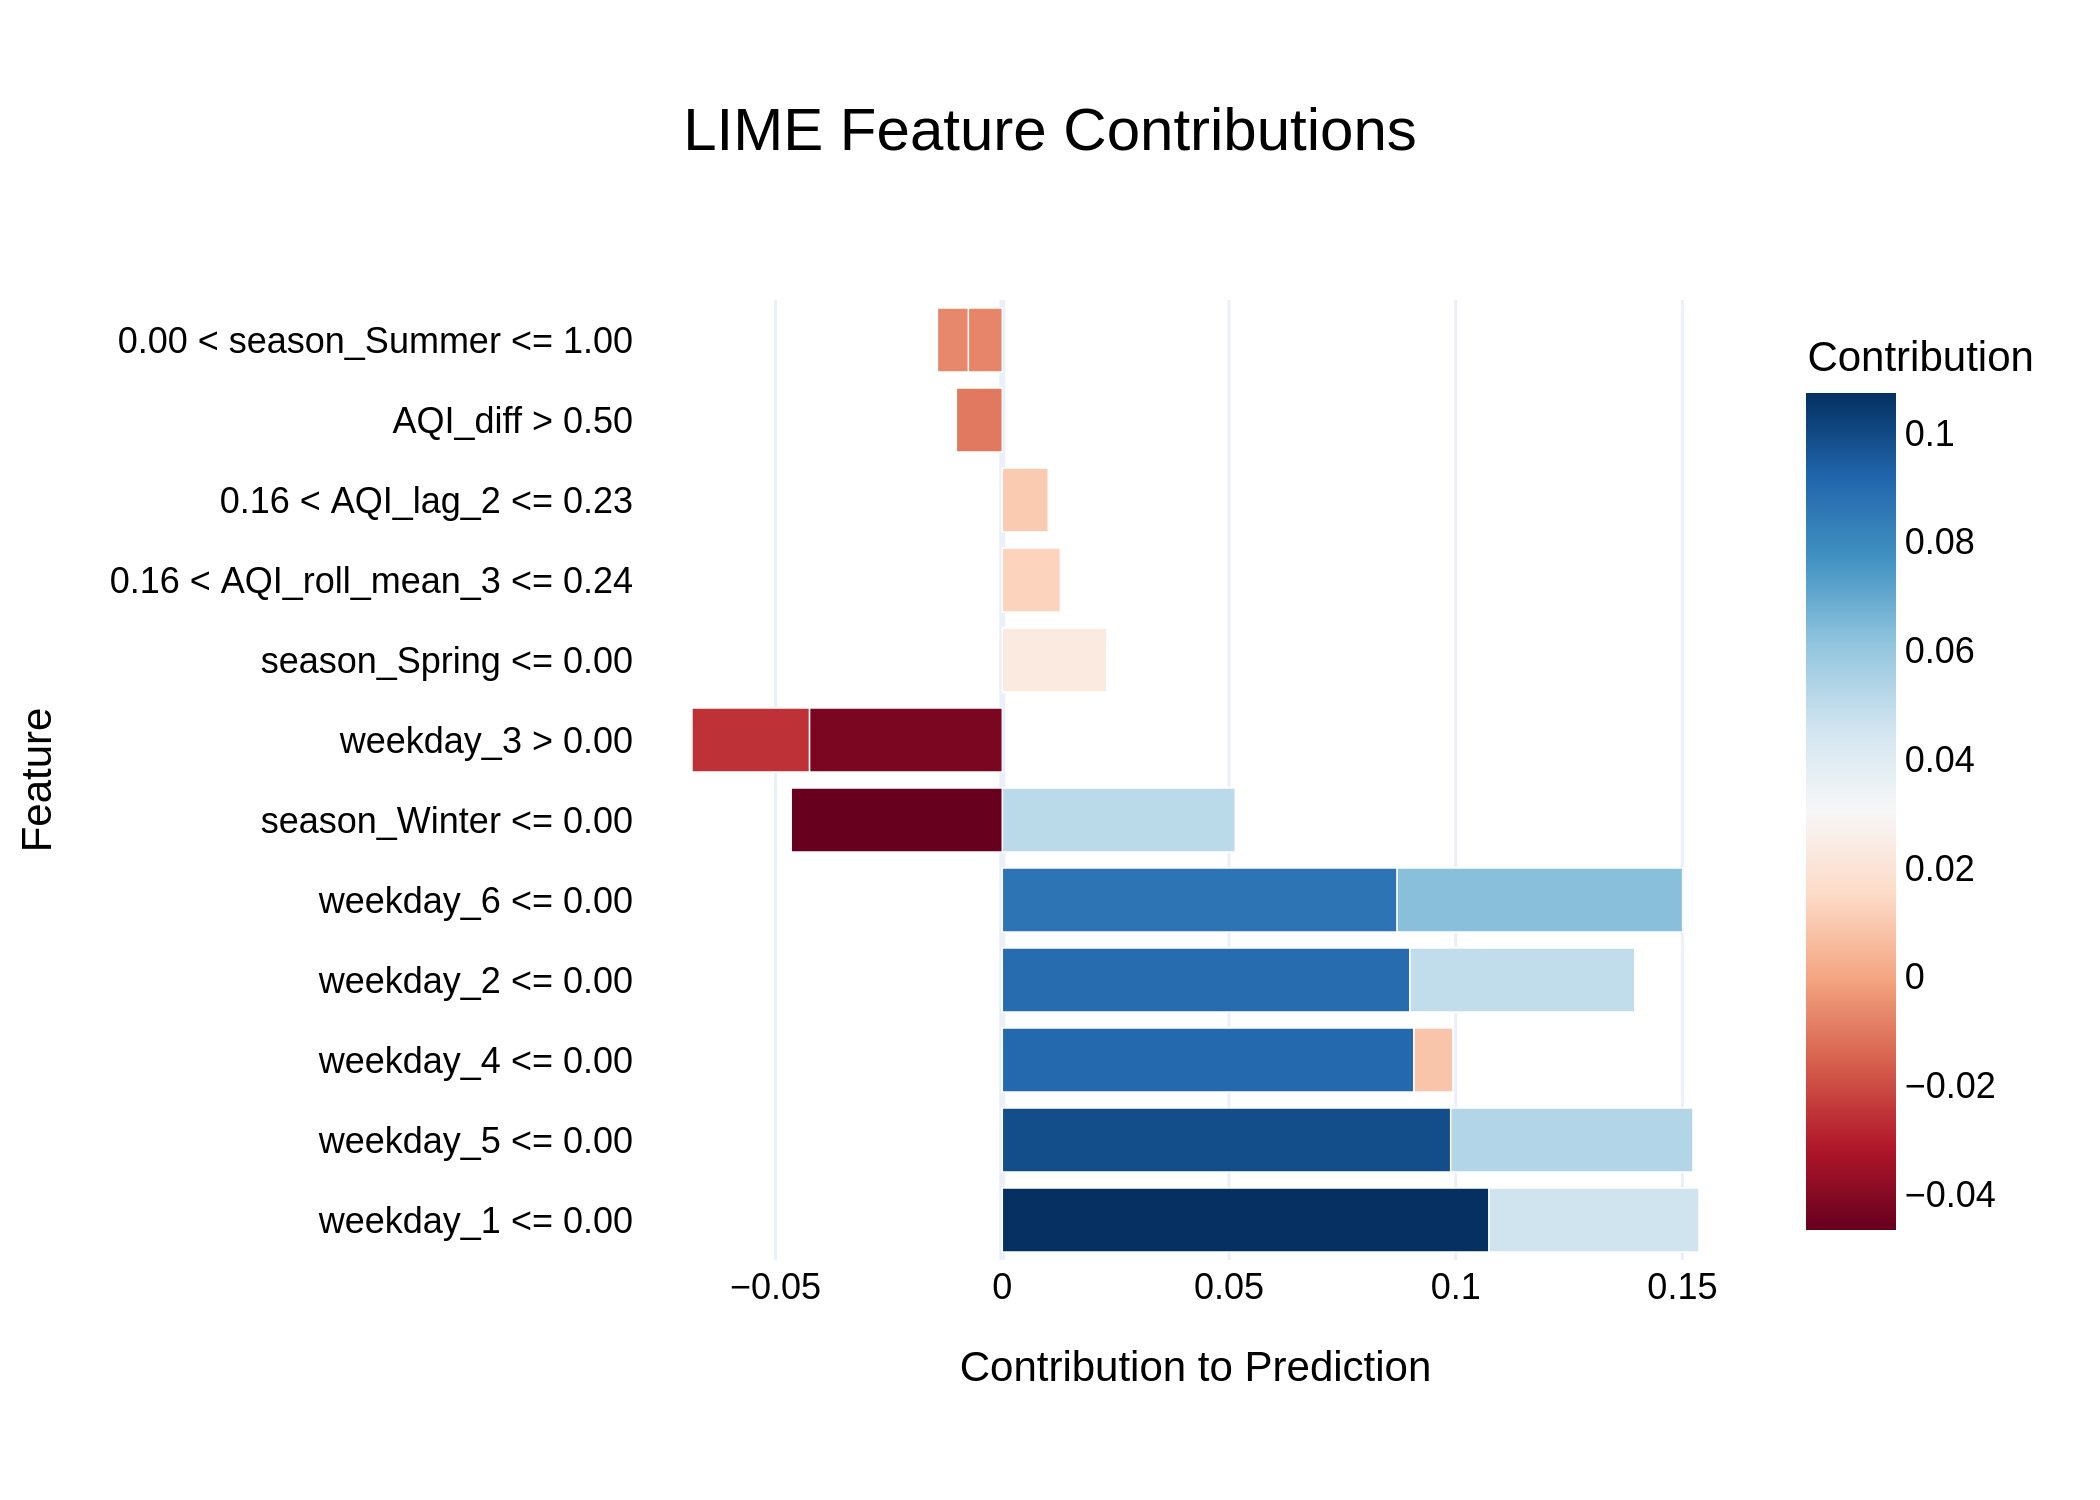 LIME Feature Contributions
0.00 < season_Summer <= 1.00
AQI_diff > 0.50
0.16 < AQI_lag_2 <= 0.23
0.16 < AQI_roll_mean_3 <= 0.24
season_Spring <= 0.00
weekday_3 > 0.00
season_Winter <= 0.00
weekday_6 <= 0.00
weekday_2 <= 0.00
weekday_4 <= 0.00
weekday_5 <= 0.00
weekday_1 <= 0.00
Feature
−0.05
0
0.05
0.1
0.15
Contribution to Prediction
Contribution
0.1
0.08
0.06
0.04
0.02
0
−0.02
−0.04